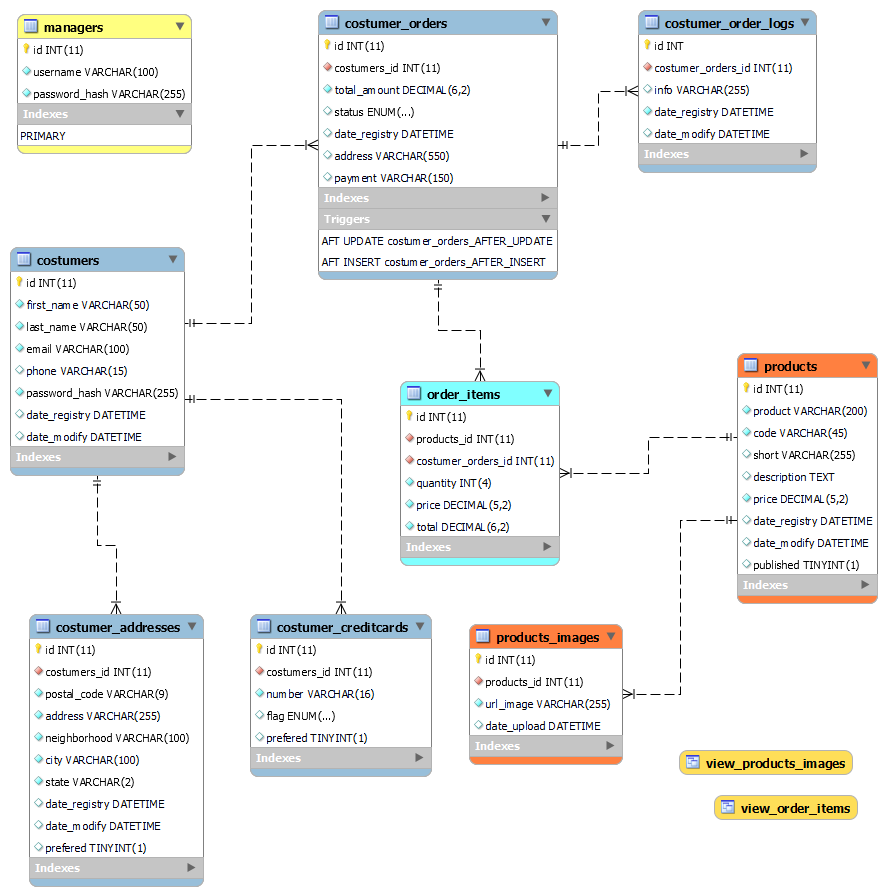 managers
id INT(11)
username VARCHAR(100)
password_hash VARCHAR(255)
Indexes
PRIMARY
costumer_orders
id INT(11)
costumers_id INT(11)
total_amount DECIMAL(6,2)
status ENUM(...)
date_registry DATETIME
address VARCHAR(550)
payment VARCHAR(150)
Indexes
Triggers
AFT UPDATE costumer_orders_AFTER_UPDATE
AFT INSERT costumer_orders_AFTER_INSERT
costumer_order_logs
id INT
costumer_orders_id INT(11)
info VARCHAR(255)
date_registry DATETIME
date_modify DATETIME
Indexes
costumers
id INT(11)
first_name VARCHAR(50)
last_name VARCHAR(50)
email VARCHAR(100)
phone VARCHAR(15)
password_hash VARCHAR(255)
date_registry DATETIME
date_modify DATETIME
Indexes
order_items
id INT(11)
products_id INT(11)
costumer_orders_id INT(11)
quantity INT(4)
price DECIMAL(5,2)
total DECIMAL(6,2)
Indexes
products
id INT(11)
product VARCHAR(200)
code VARCHAR(45)
short VARCHAR(255)
description TEXT
price DECIMAL(5,2)
date_registry DATETIME
date_modify DATETIME
published TINYINT(1)
Indexes
costumer_addresses
id INT(11)
costumers_id INT(11)
postal_code VARCHAR(9)
address VARCHAR(255)
neighborhood VARCHAR(100)
city VARCHAR(100)
state VARCHAR(2)
date_registry DATETIME
date_modify DATETIME
prefered TINYINT(1)
Indexes
costumer_creditcards
id INT(11)
costumers_id INT(11)
number VARCHAR(16)
flag ENUM(...)
prefered TINYINT(1)
Indexes
products_images
id INT(11)
products_id INT(11)
url_image VARCHAR(255)
date_upload DATETIME
Indexes
view_products_images
view_order_items